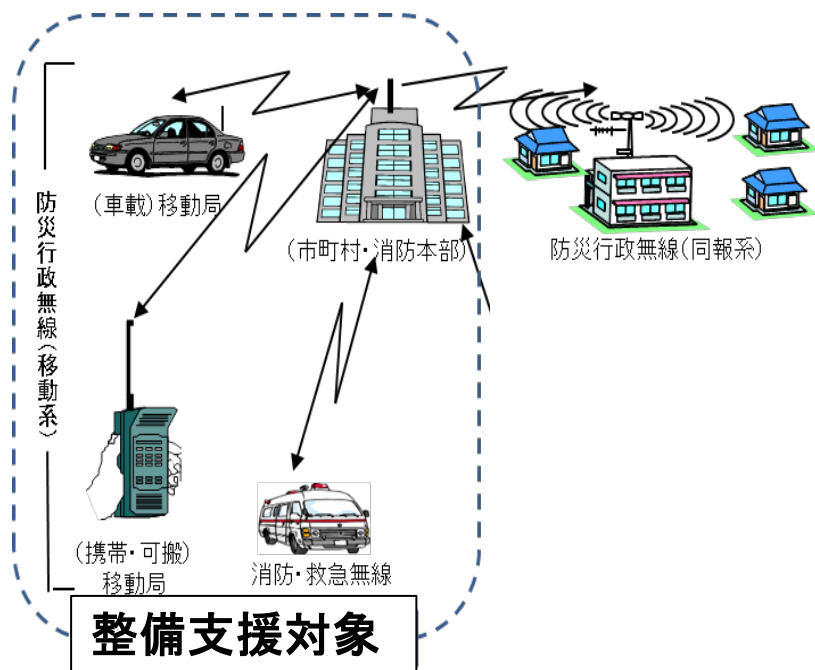 防災行政無線(移動系)
(車載)移動局
(市町村・消防本部)
防災行政無線(同報系)
(携帯・可搬)
移動局
消防・救急無線
整備支援対象